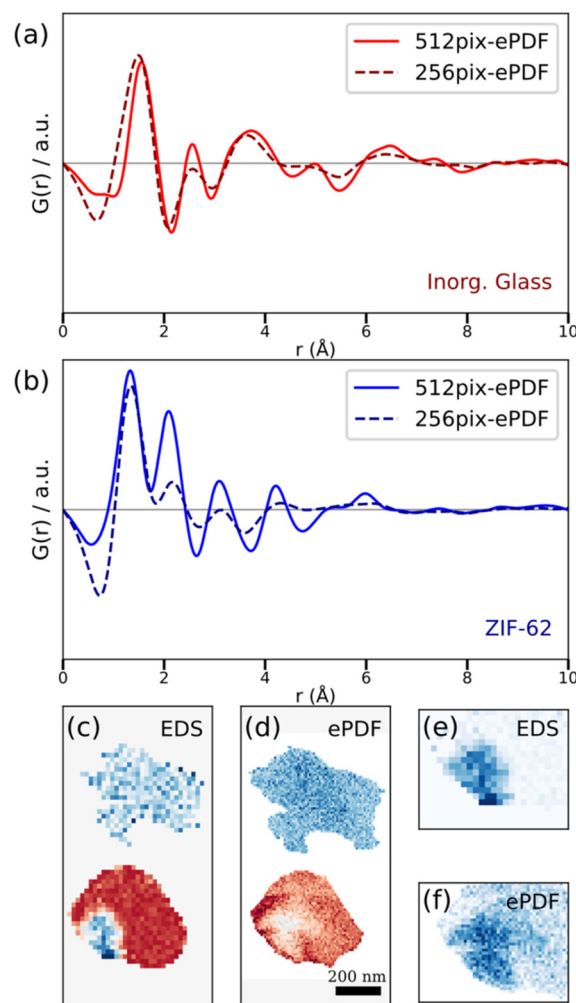 (a)
512pix-ePDF
256pix-ePDF
G(r) / a.u.
Inorg. Glass
0 2 4 6 8 10
r (Å)
(b)
512pix-ePDF
256pix-ePDF
G(r) / a.u.
ZIF-62
0 2 4 6 8 10
r (Å)
(c) EDS
(d) ePDF
200 nm
(e) EDS
(f) ePDF